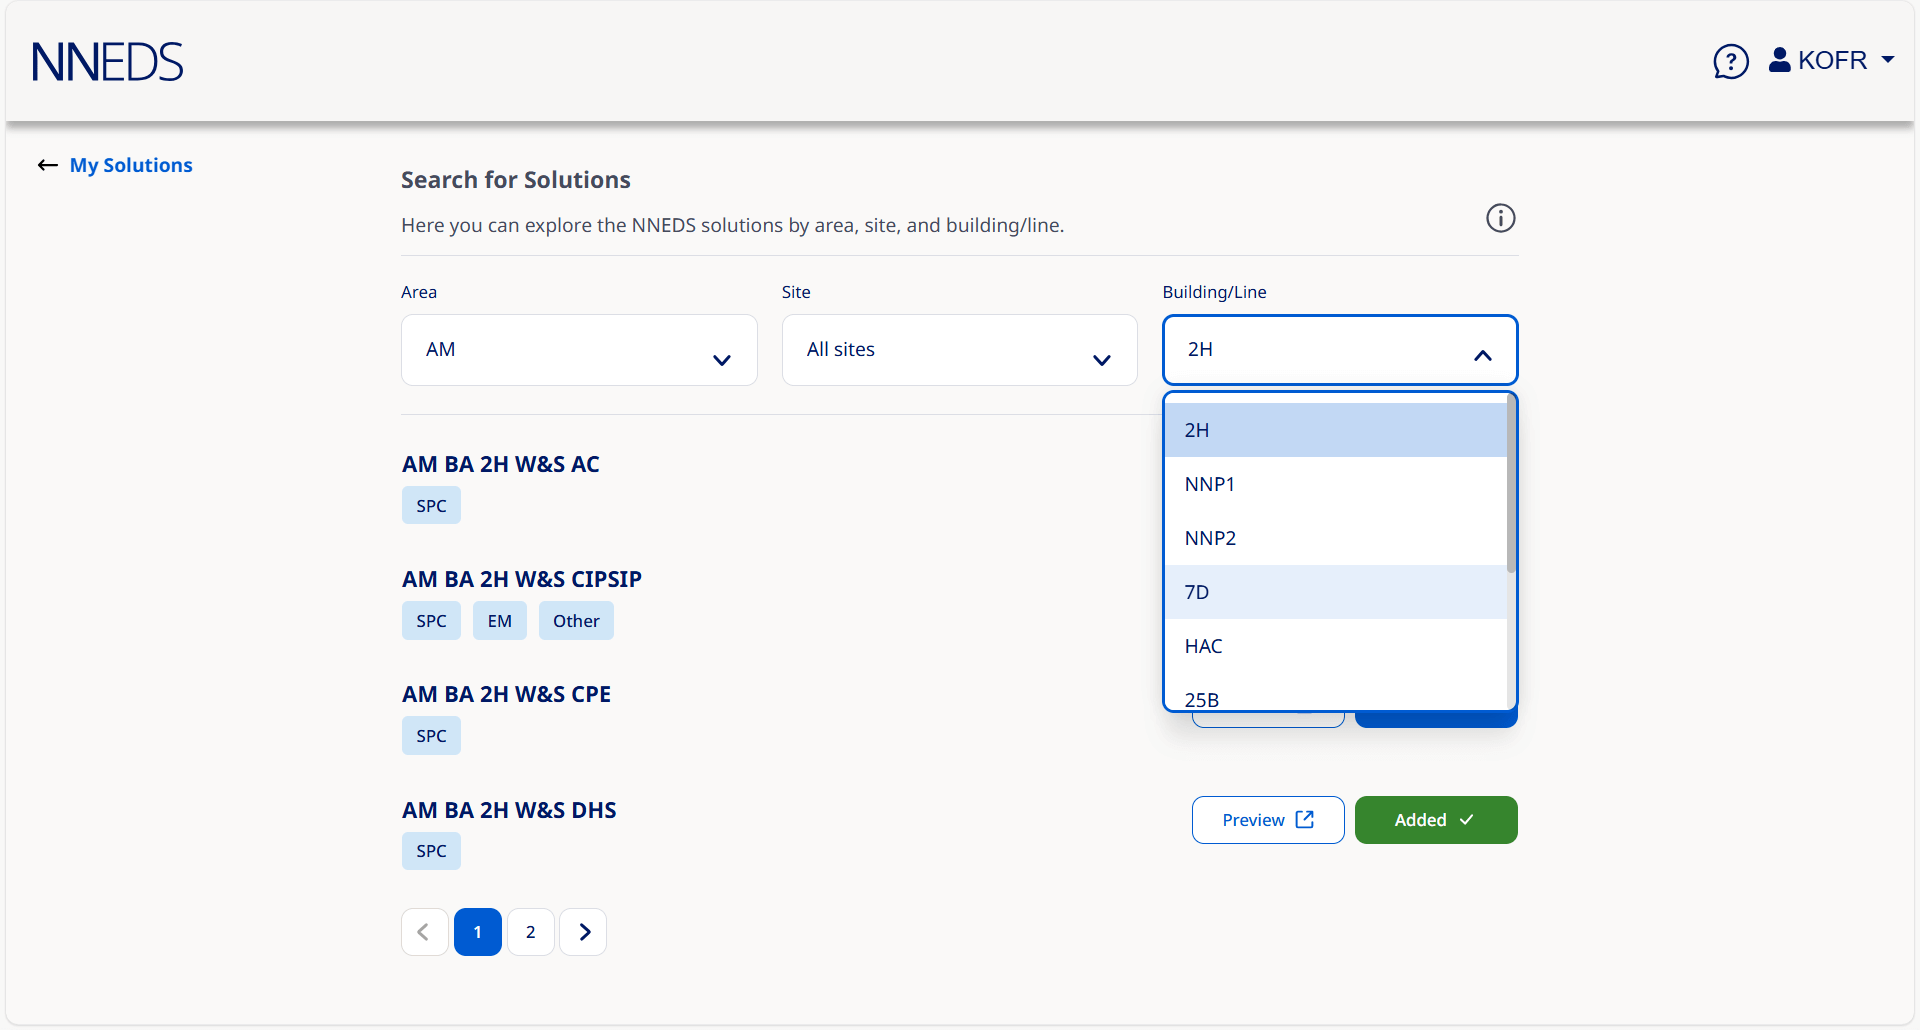 NNEDS
KOFR
My Solutions
Search for Solutions
Here you can explore the NNEDS solutions by area, site, and building/line.
Area
Site
Building/Line
AM
All sites
2H
2H
NNP1
NNP2
7D
HAC
25B
AM BA 2H W&S AC
SPC
AM BA 2H W&S CIPSIP
SPC EM Other
AM BA 2H W&S CPE
SPC
AM BA 2H W&S DHS
SPC
Preview
Added
1 2